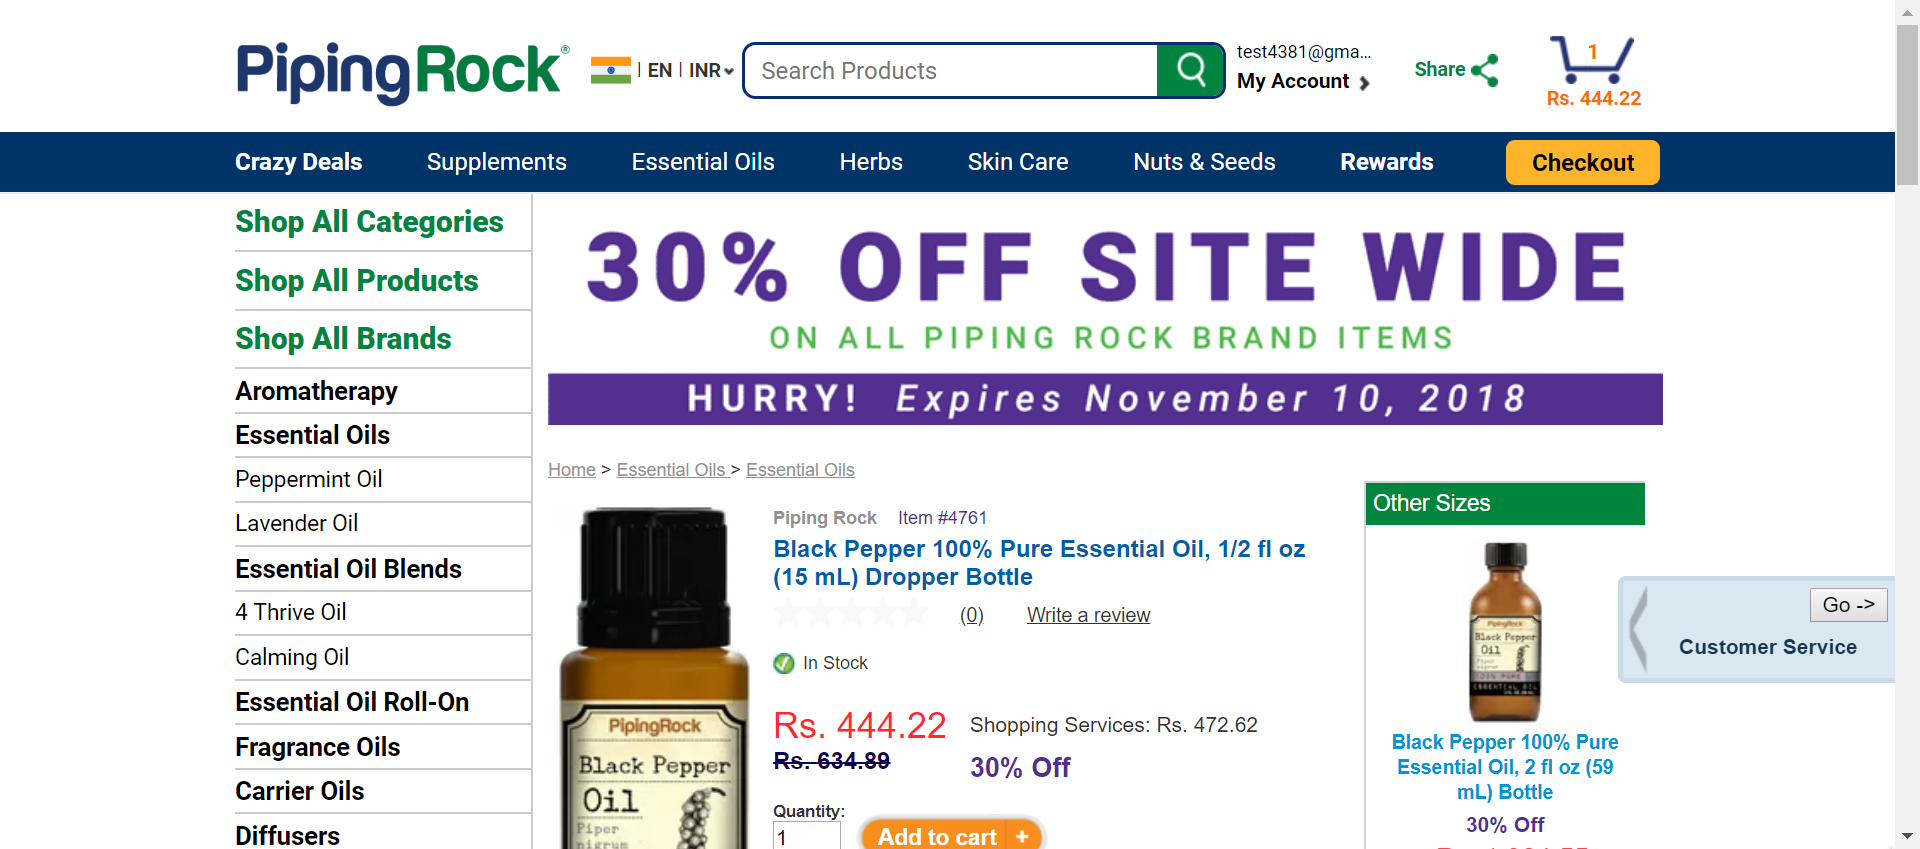 PipingRock®
EN
INR
Search Products
test4381@gma...
My Account
Share
1
Rs. 444.22
Crazy Deals
Supplements
Essential Oils
Herbs
Skin Care
Nuts & Seeds
Rewards
Checkout
Shop All Categories
Shop All Products
Shop All Brands
Aromatherapy
Essential Oils
Peppermint Oil
Lavender Oil
Essential Oil Blends
4 Thrive Oil
Calming Oil
Essential Oil Roll-On
Fragrance Oils
Carrier Oils
Diffusers
30% OFF SITE WIDE
ON ALL PIPING ROCK BRAND ITEMS
HURRY! Expires November 10, 2018
Home > Essential Oils > Essential Oils
PipingRock
Black Pepper
Oil
Piper
nigrum
Piping Rock Item #4761
Black Pepper 100% Pure Essential Oil, 1/2 fl oz
(15 mL) Dropper Bottle
(0) Write a review
In Stock
Rs. 444.22 Shopping Services: Rs. 472.62
Rs. 634.89 30% Off
Quantity:
1
Add to cart +
Other Sizes
PipingRock
Black Pepper
Oil
Piper
nigrum
100% PURE
ESSENTIAL OIL
Black Pepper 100% Pure
Essential Oil, 2 fl oz (59
mL) Bottle
30% Off
Go ->
Customer Service